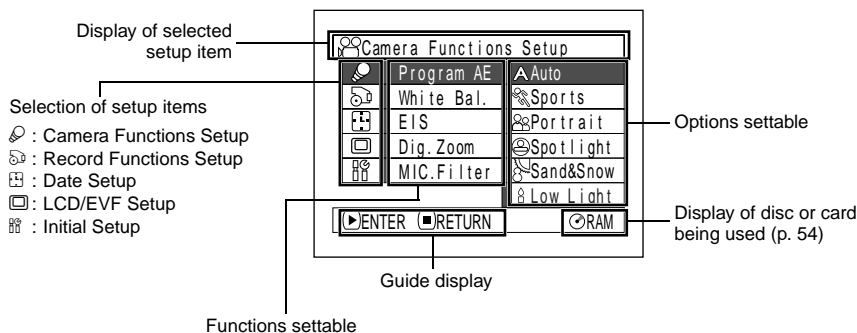 Display of selected
setup item
Camera Functions Setup
Selection of setup items
: Camera Functions Setup
: Record Functions Setup
: Date Setup
: LCD/EVF Setup
: Initial Setup
Program AE
White Bal.
EIS
Dig.Zoom
MIC.Filter
Auto
Sports
Portrait
Spotlight
Sand&Snow
Low Light
Options settable
ENTER RETURN
RAM
Display of disc or card
being used (p. 54)
Guide display
Functions settable